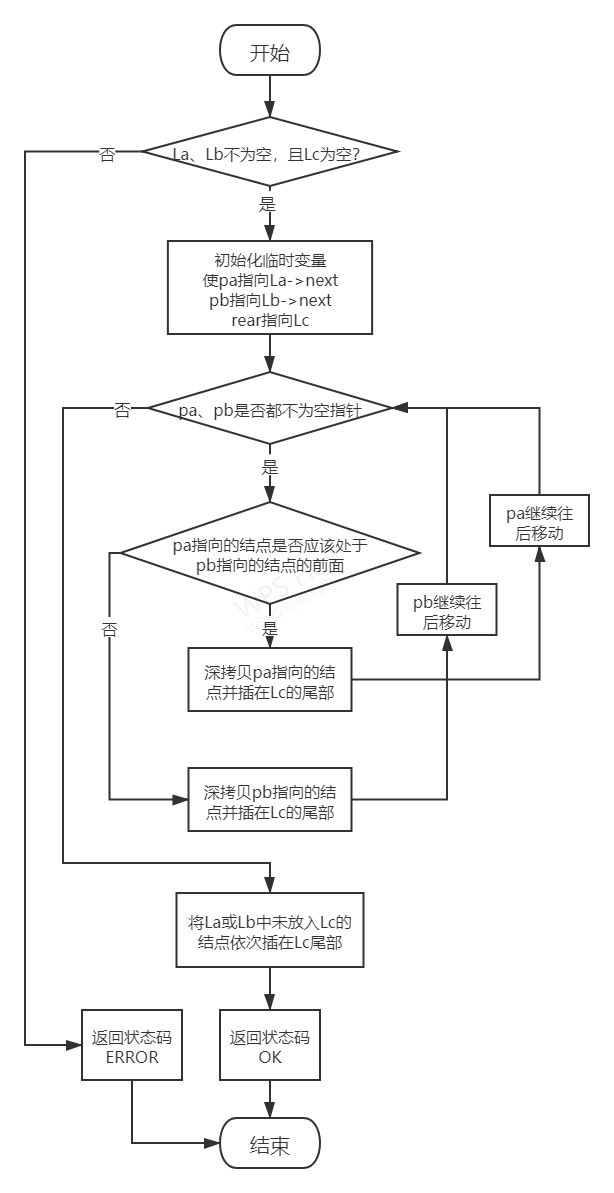 开始
La、Lb不为空，且Lc为空？
否
是
初始化临时变量
使pa指向La->next
pb指向Lb->next
rear指向Lc
pa、pb是否都不为空指针
否
是
pa继续往
后移动
pa指向的结点是否应该处于
pb指向的结点的前面
pb继续往
后移动
否
是
深拷贝pa指向的结
点并插在Lc的尾部
深拷贝pb指向的结
点并插在Lc的尾部
将La或Lb中未放入Lc的
结点依次插在Lc尾部
返回状态码
ERROR
返回状态码
OK
结束